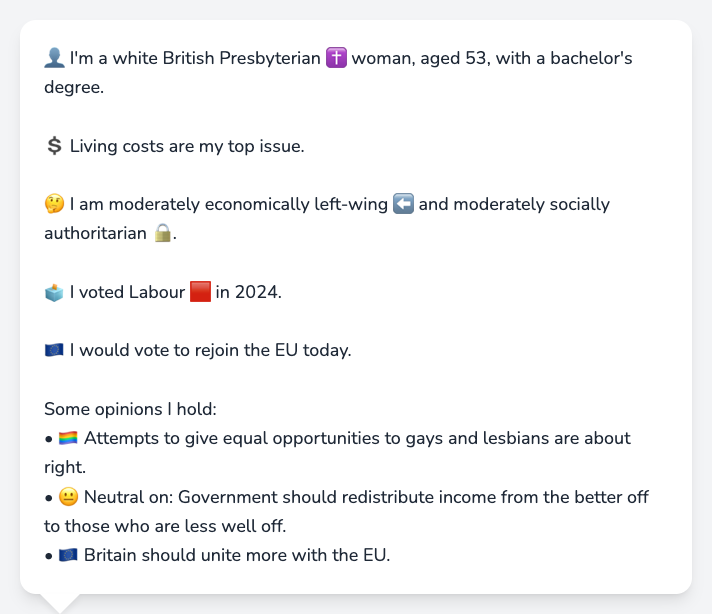 👤 I'm a white British Presbyterian ✝️ woman, aged 53, with a bachelor's
degree.
💲 Living costs are my top issue.
🤔 I am moderately economically left-wing ⬅️ and moderately socially
authoritarian 🔒.
🗳️ I voted Labour 🟥 in 2024.
🇪🇺 I would vote to rejoin the EU today.
Some opinions I hold:
• 🏳️‍🌈 Attempts to give equal opportunities to gays and lesbians are about
right.
• 😐 Neutral on: Government should redistribute income from the better off
to those who are less well off.
• 🇪🇺 Britain should unite more with the EU.